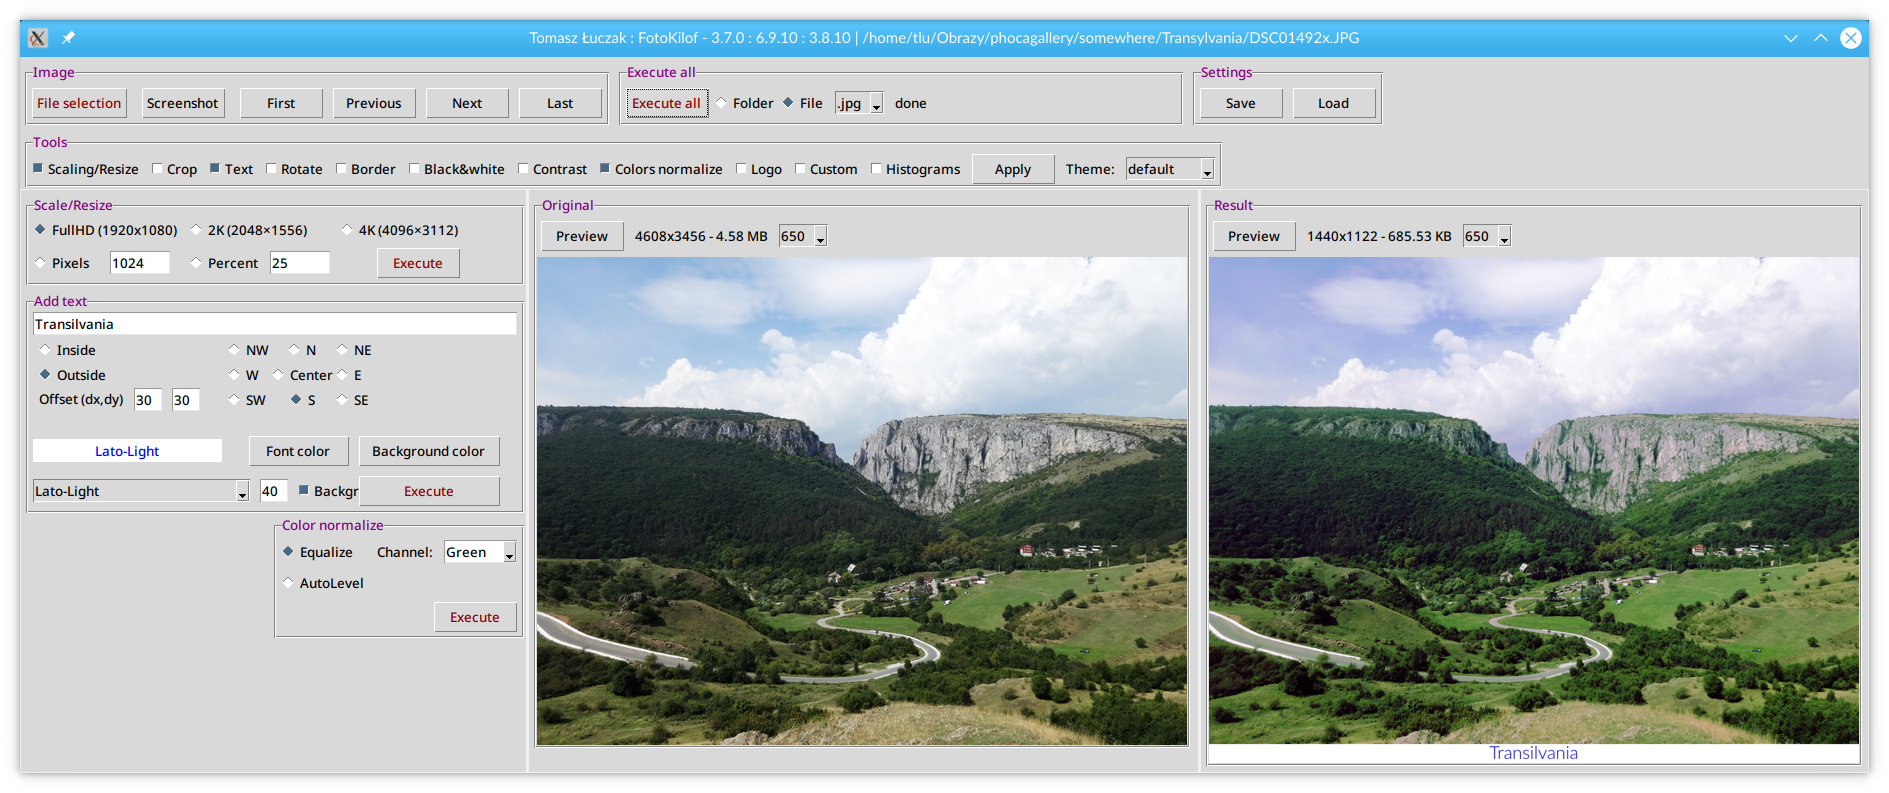 Tomasz Łuczak : FotoKilof - 3.7.0 : 6.9.10 : 3.8.10 | /home/tlu/Obrazy/phocagallery/somewhere/Transylvania/DSC01492x.JPG
Image
File selection Screenshot First Previous Next Last
Execute all
Execute all Folder File .jpg done
Settings
Save Load
Tools
Scaling/Resize Crop Text Rotate Border Black&white Contrast Colors normalize Logo Custom Histograms Apply Theme: default
Scale/Resize
FullHD (1920x1080) 2K (2048×1556) 4K (4096×3112)
Pixels 1024 Percent 25 Execute
Add text
Transilvania
Inside NW N NE
Outside W Center E
Offset (dx,dy) 30 30 SW S SE
Lato-Light Font color Background color
Lato-Light 40 Backgr Execute
Color normalize
Equalize Channel: Green
AutoLevel
Execute
Original
Preview 4608x3456 - 4.58 MB 650
Result
Preview 1440x1122 - 685.53 KB 650
Transilvania